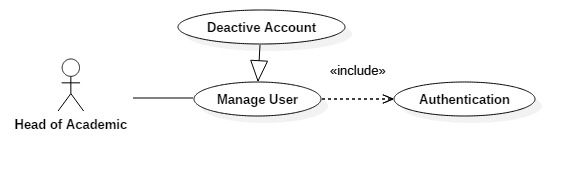 Deactive Account
«include»
Manage User
Authentication
Head of Academic